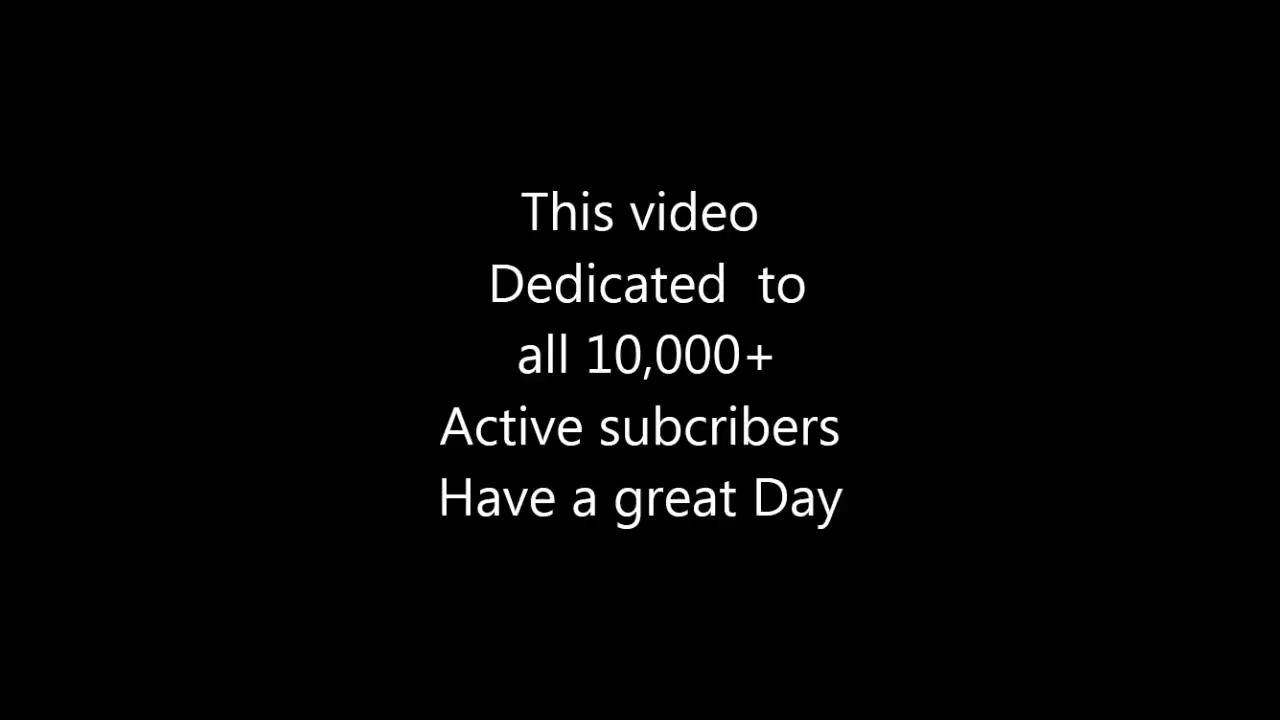 This video
Dedicated  to
all 10,000+
Active subcribers
Have a great Day